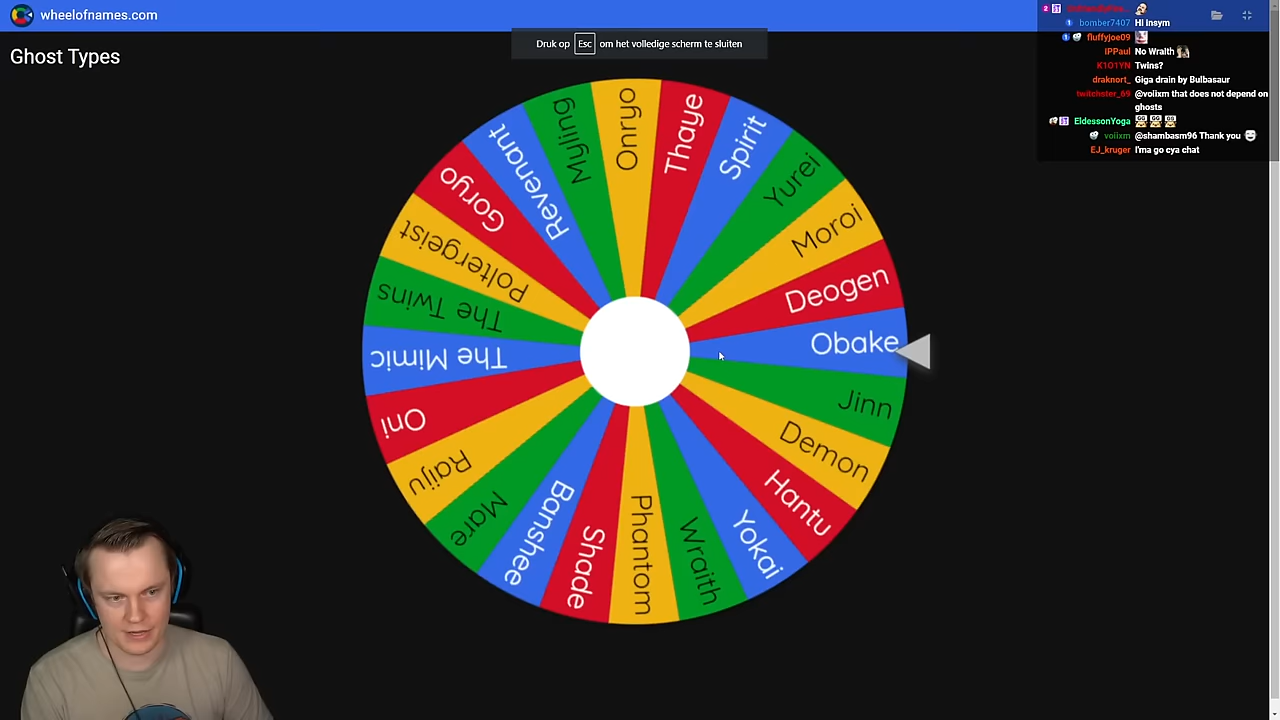 wheelofnames.com
Ghost Types
Druk op Esc om het volledige scherm te sluiten
bomber7407 Hi Insym
fluffyjoe09
IPPaul No Wraith
K1O1YN Twins?
draknort_ Giga drain by Bulbasaur
twitchster_69 @voiixm that does not depend on
ghosts
EldessonYoga
voiixm @shambasm96 Thank you
EJ_kruger I'ma go cya chat
Onryo
Thaye
Spirit
Yurei
Moroi
Deogen
Obake
Jinn
Demon
Hantu
Yokai
Wraith
Phantom
Shade
Banshee
Mare
Raiju
Oni
The Mimic
The Twins
Poltergeist
Goryo
Revenant
Myling